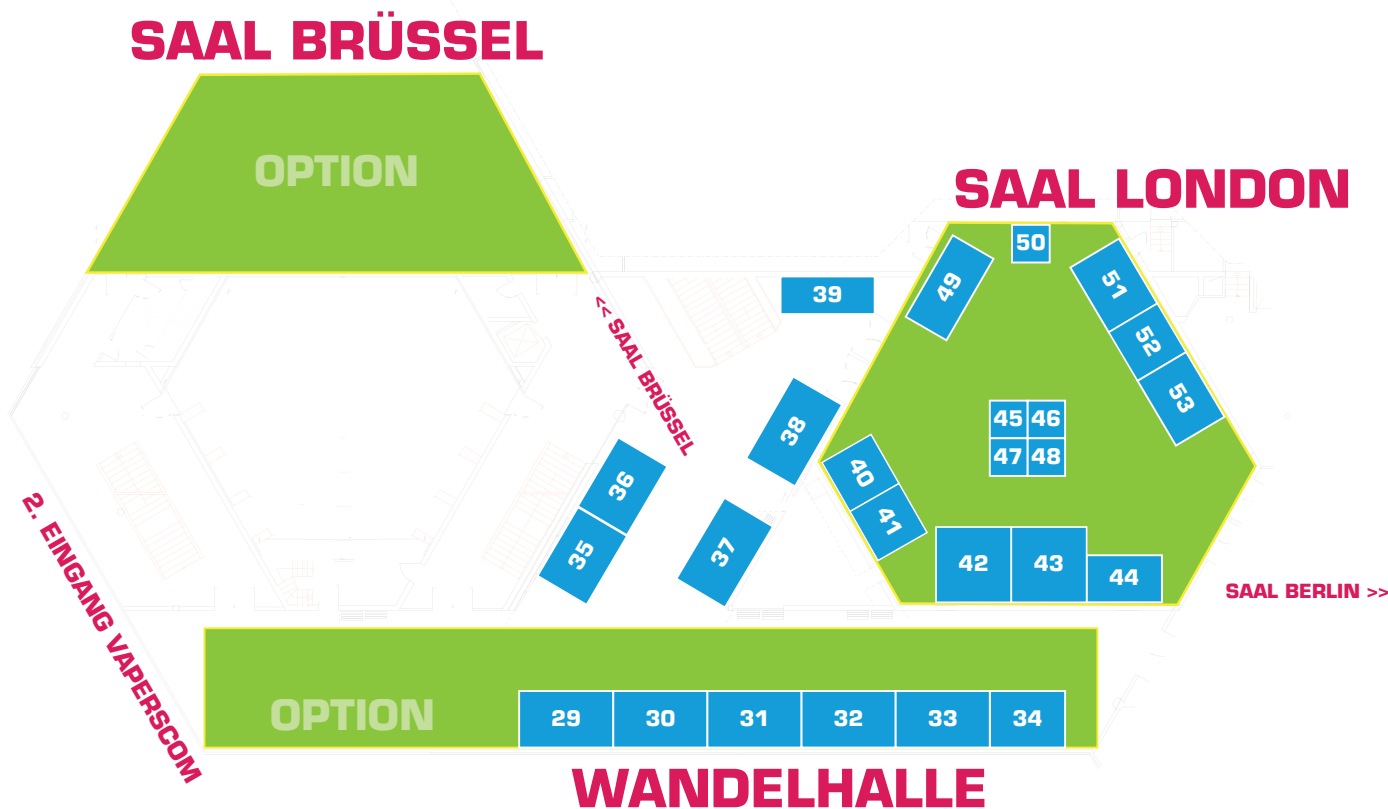 SAAL BRÜSSEL
OPTION
SAAL LONDON
50
49
51
39
52
<< SAAL BRÜSSEL
53
38
45 46
47 48
36
40
41
35
37
42
43
44
SAAL BERLIN >>
2. EINGANG VAPERSCOM
OPTION
29 30 31 32 33 34
WANDELHALLE